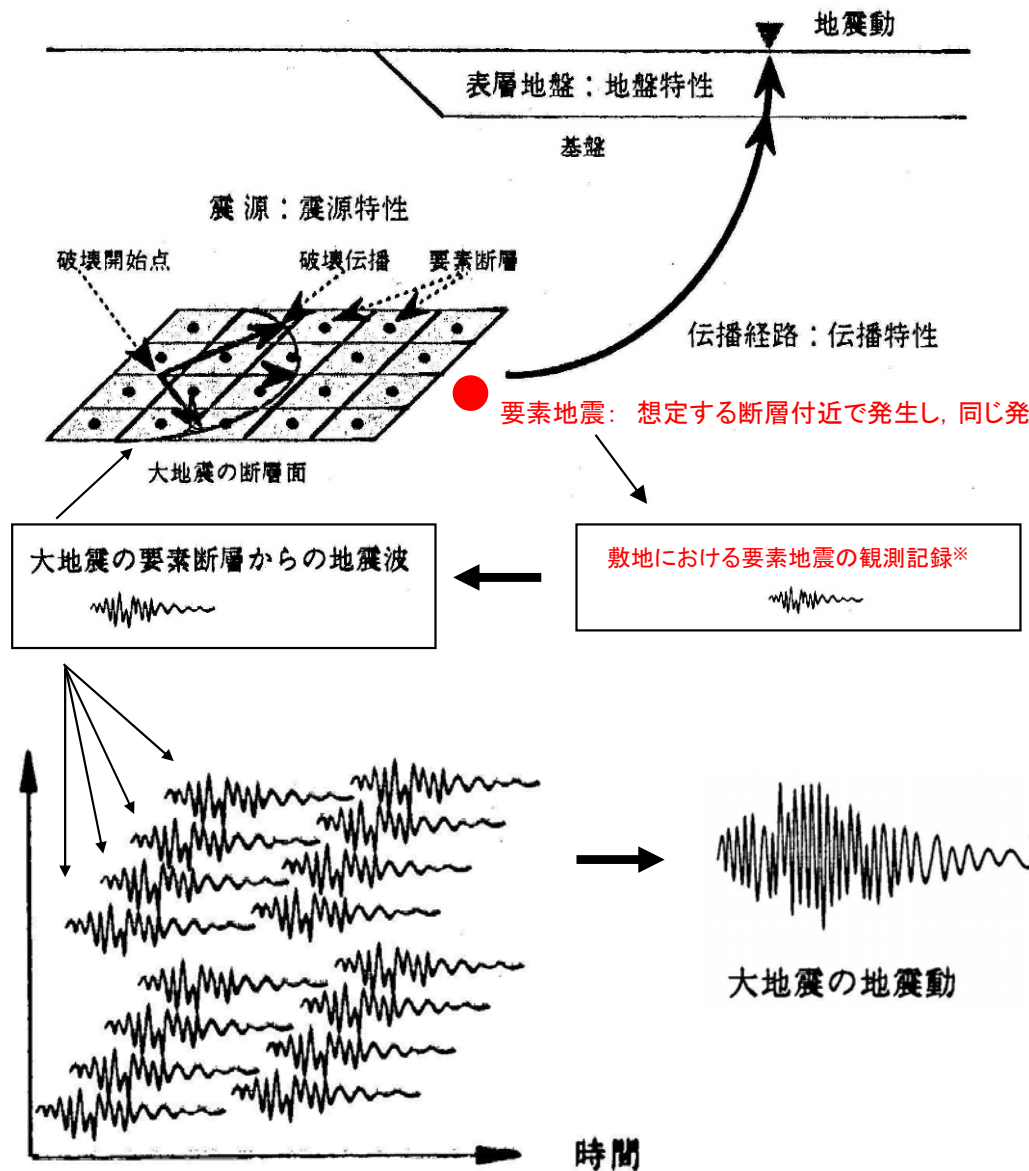 地震動
表層地盤：地盤特性
基盤
震源：震源特性
破壊開始点
破壊伝播
要素断層
伝播経路：伝播特性
要素地震： 想定する断層付近で発生し，同じ発
大地震の断層面
大地震の要素断層からの地震波
敷地における要素地震の観測記録※
大地震の地震動
時間